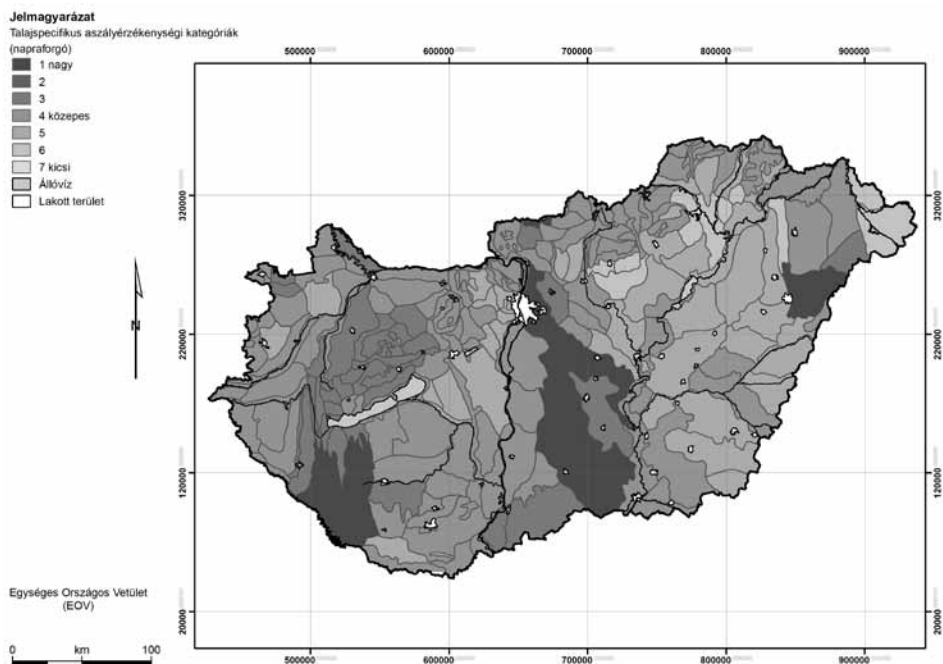 Jelmagyarázat
Talajspecifikus aszályérzékenységi kategóriák
(napraforgó)
1 nagy
2
3
4 közepes
5
6
7 kicsi
Állóvíz
Lakott terület
500000 600000 700000 800000 900000
320000 320000
N
220000 220000
120000 120000
20000 20000
Egységes Országos Vetület
(EOV)
0 km 100
500000 600000 700000 800000 900000